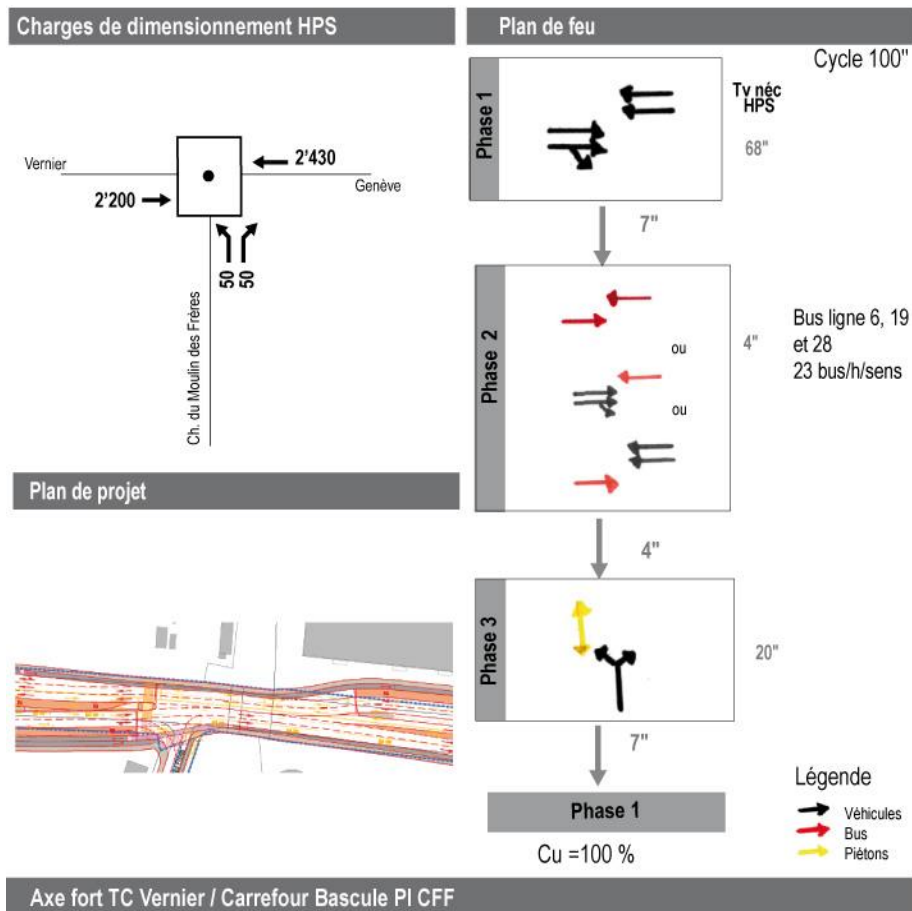 Charges de dimensionnement HPS
Vernier
2'430
2'200
Genève
50
50
Ch. du Moulin des Frères
Plan de projet
Plan de feu
Cycle 100"
Phase 1
Tv néc
HPS
68"
7"
Phase 2
ou
ou
4"
Bus ligne 6, 19
et 28
23 bus/h/sens
4"
Phase 3
20"
7"
Phase 1
Cu =100 %
Légende
Véhicules
Bus
Piétons
Axe fort TC Vernier / Carrefour Bascule PI CFF